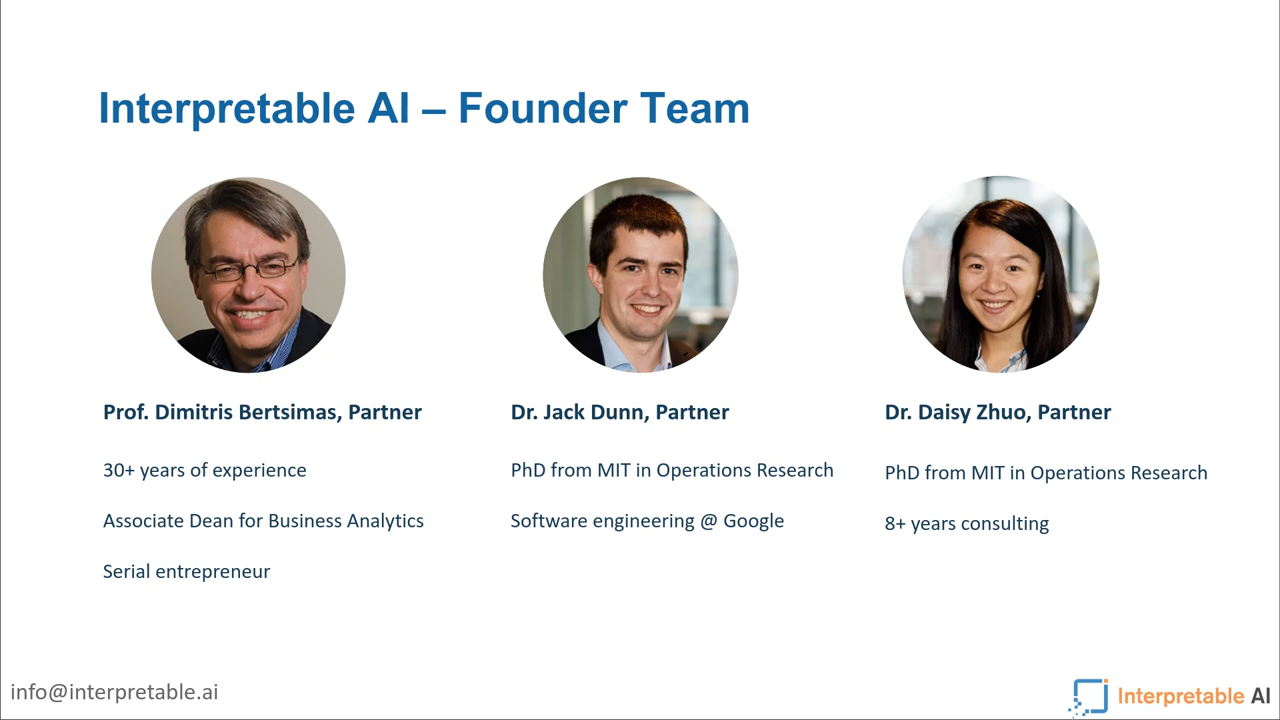 Interpretable AI – Founder Team
Prof. Dimitris Bertsimas, Partner
30+ years of experience
Associate Dean for Business Analytics
Serial entrepreneur
Dr. Jack Dunn, Partner
PhD from MIT in Operations Research
Software engineering @ Google
Dr. Daisy Zhuo, Partner
PhD from MIT in Operations Research
8+ years consulting
info@interpretable.ai
Interpretable AI